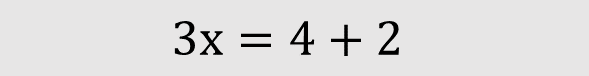 3x = 4 + 2